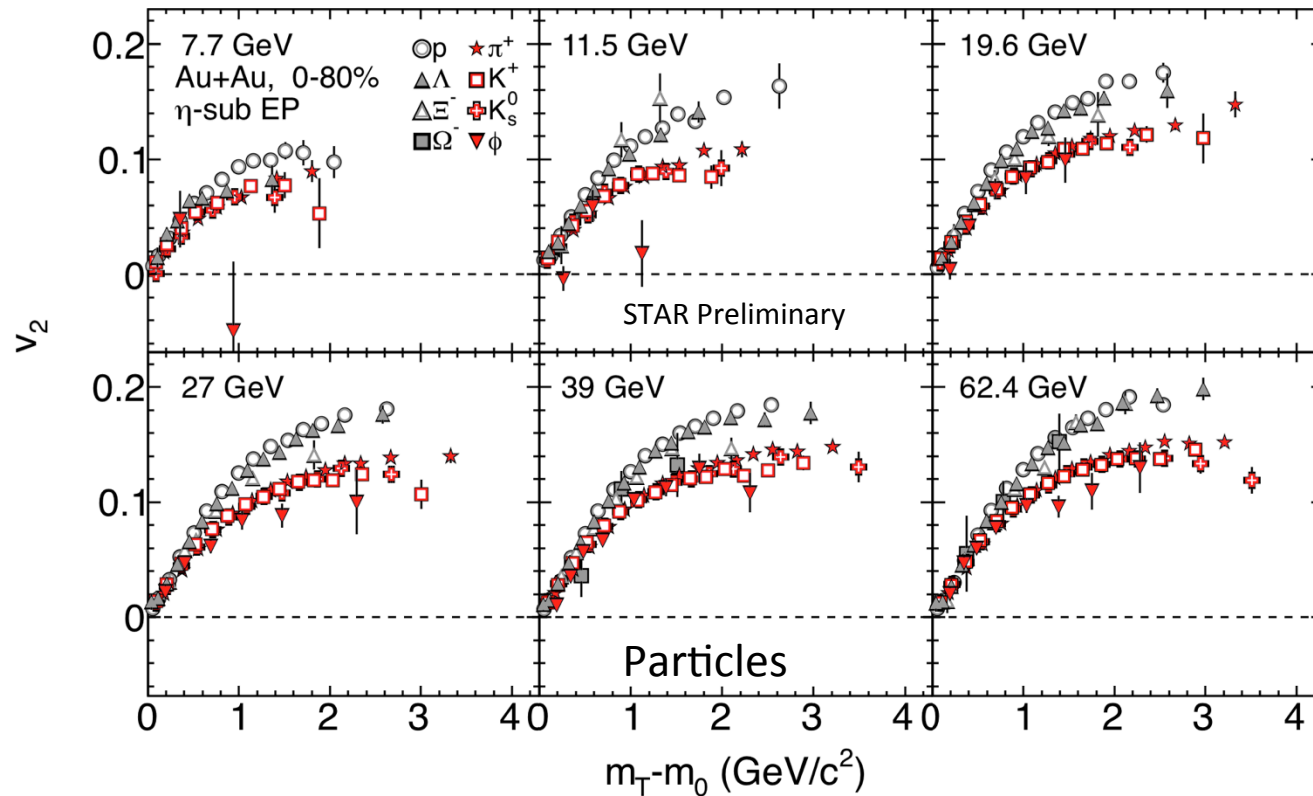 7.7 GeV
Au+Au, 0-80%
η-sub EP
p π⁺
Λ K⁺
Ξ⁻ K⁰ₛ
Ω⁻ ϕ
11.5 GeV
STAR Preliminary
19.6 GeV
0.2
0.1
0
v₂
27 GeV
39 GeV
Particles
62.4 GeV
0.2
0.1
0
0 1 2 3 4 0 1 2 3 4 0 1 2 3 4
m_T-m₀ (GeV/c²)